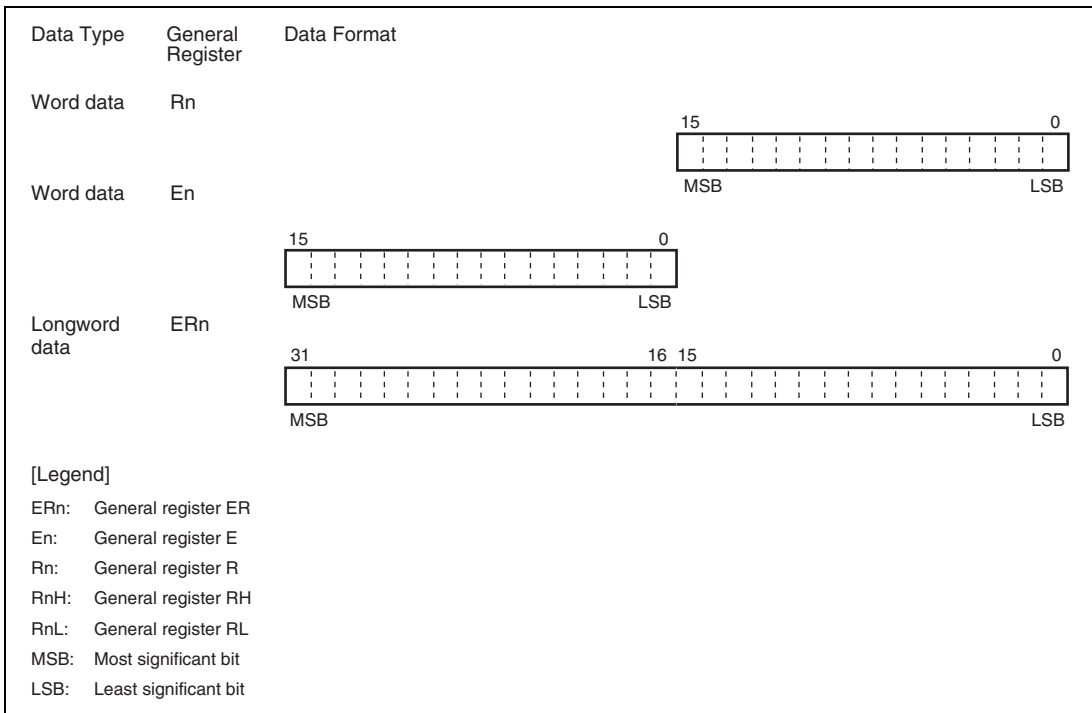 Data Type General Register Data Format
Word data Rn
15 0
MSB LSB
Word data En
15 0
MSB LSB
Longword data ERn
31 16 15 0
MSB LSB
[Legend]
ERn: General register ER
En: General register E
Rn: General register R
RnH: General register RH
RnL: General register RL
MSB: Most significant bit
LSB: Least significant bit